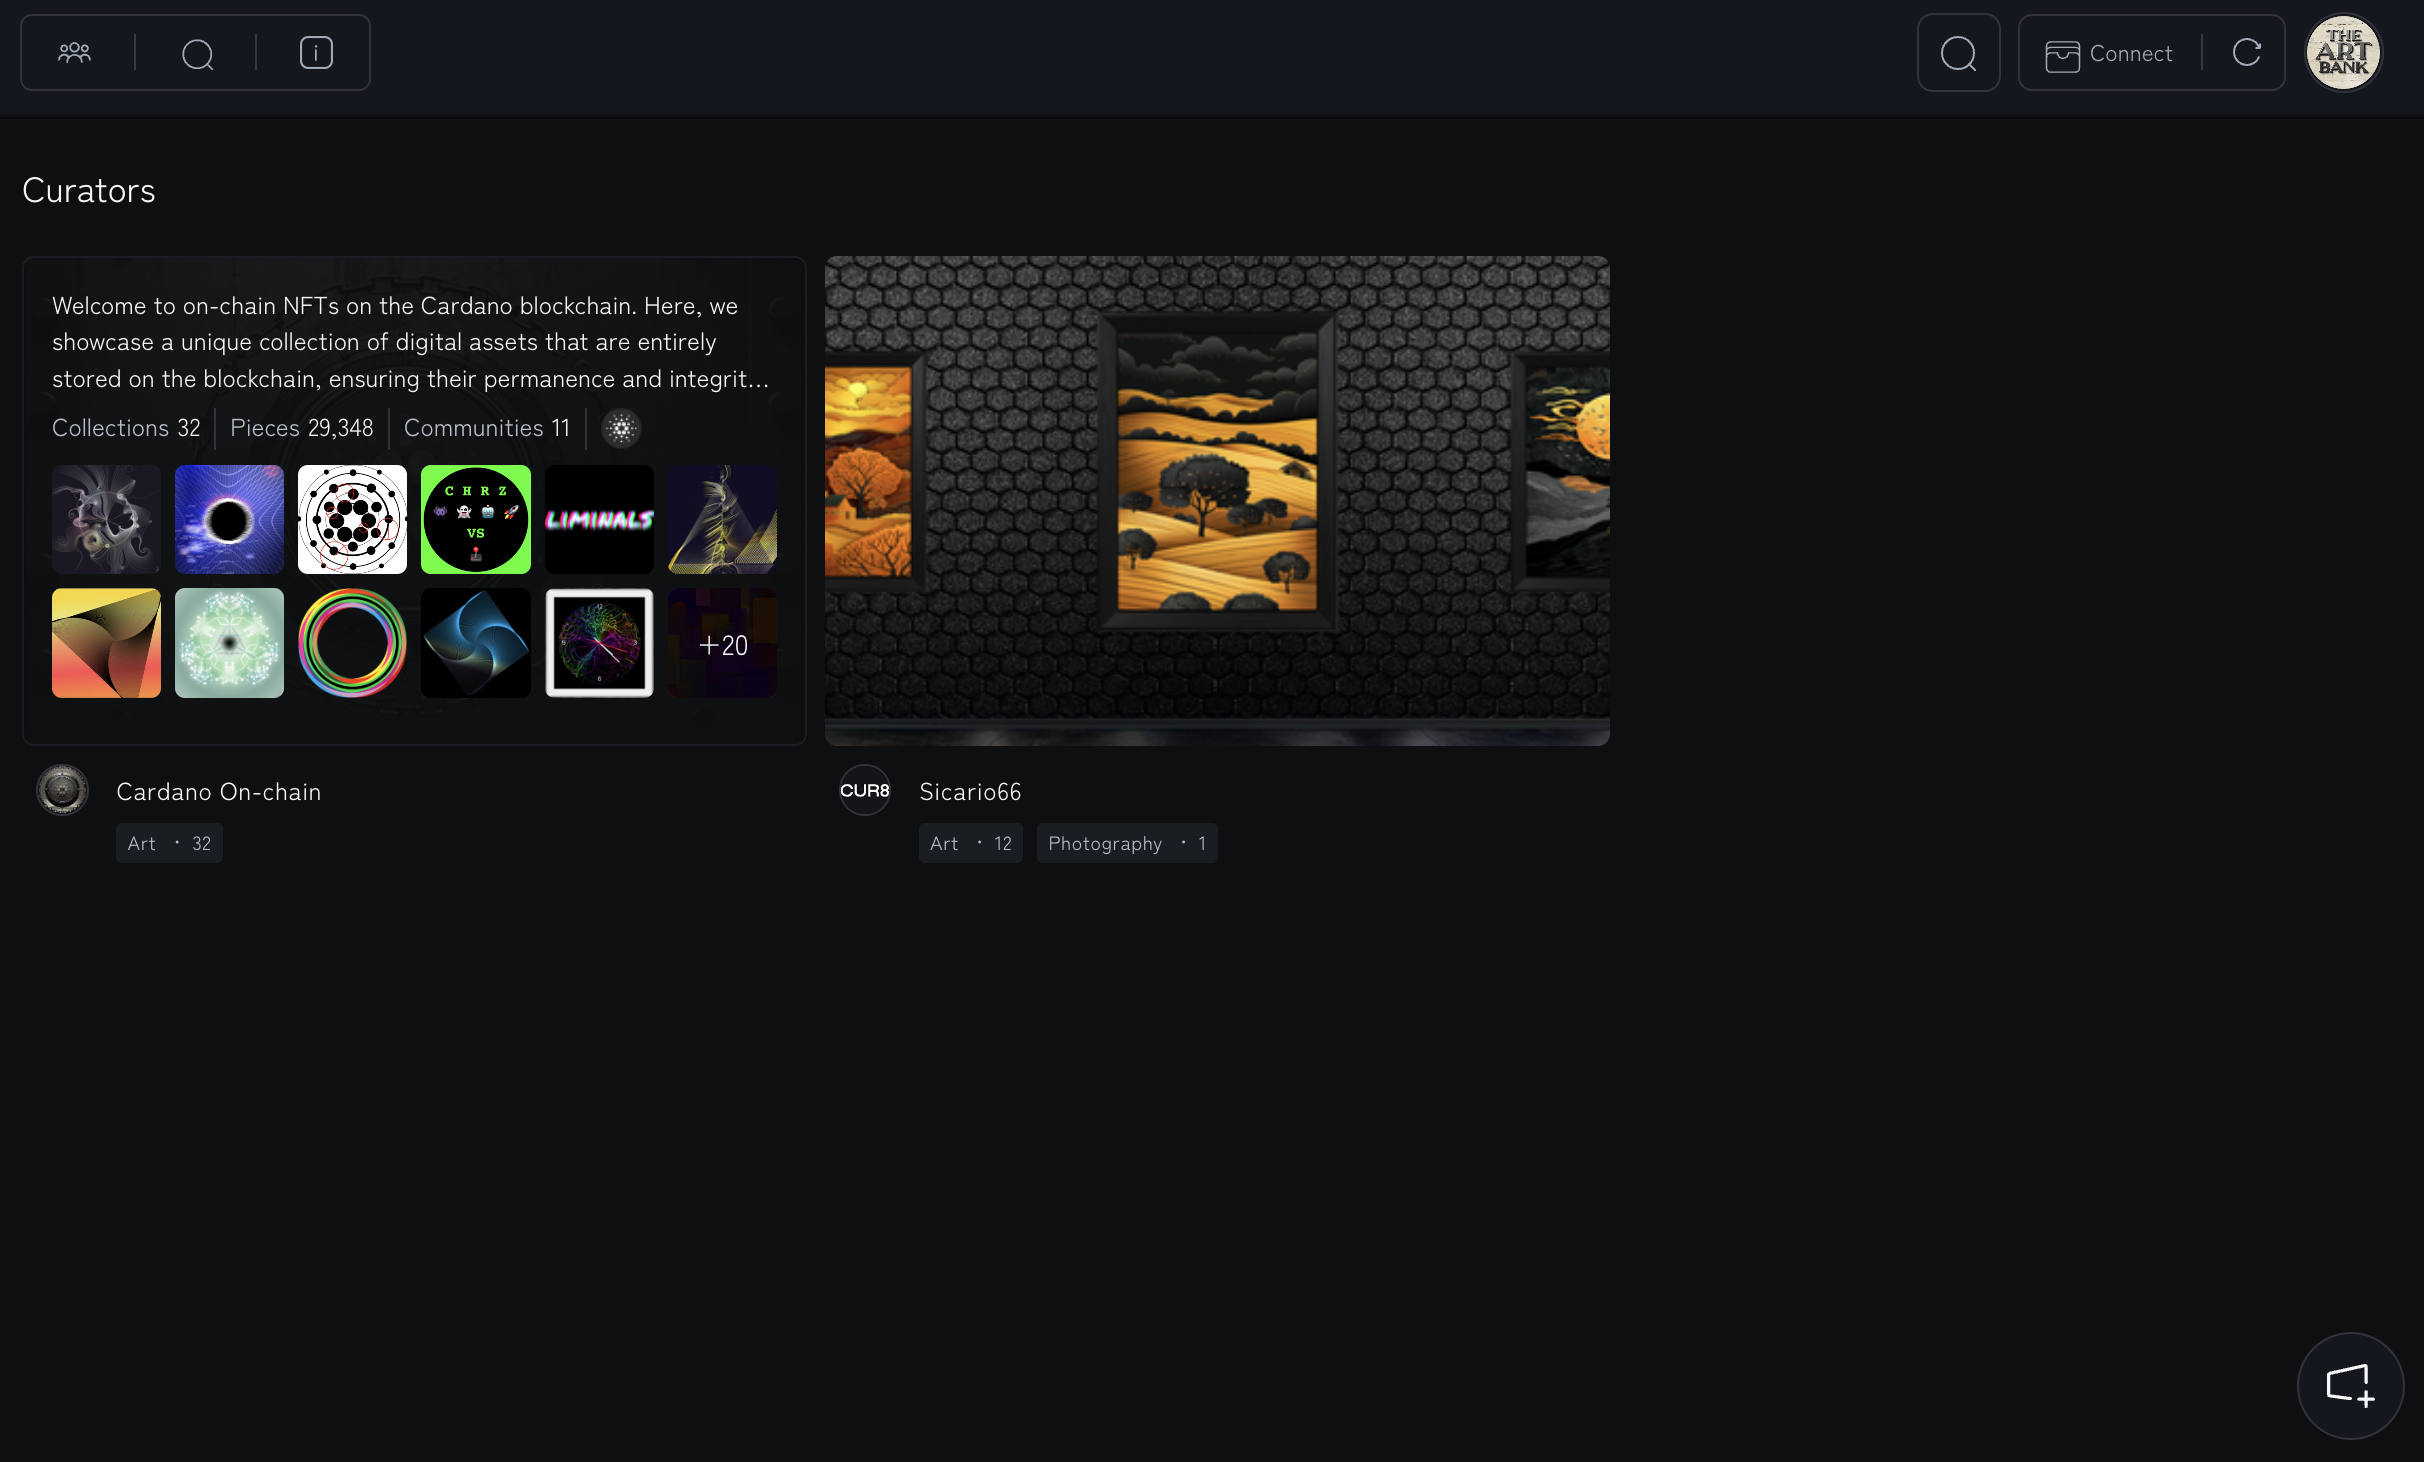 Connect
THE
ART
BANK
Curators
Welcome to on-chain NFTs on the Cardano blockchain. Here, we
showcase a unique collection of digital assets that are entirely
stored on the blockchain, ensuring their permanence and integrit...
Collections 32 Pieces 29,348 Communities 11
C H R Z
VS
LIMINALS
+20
Cardano On-chain
Art · 32
CUR8
Sicario66
Art · 12 Photography · 1